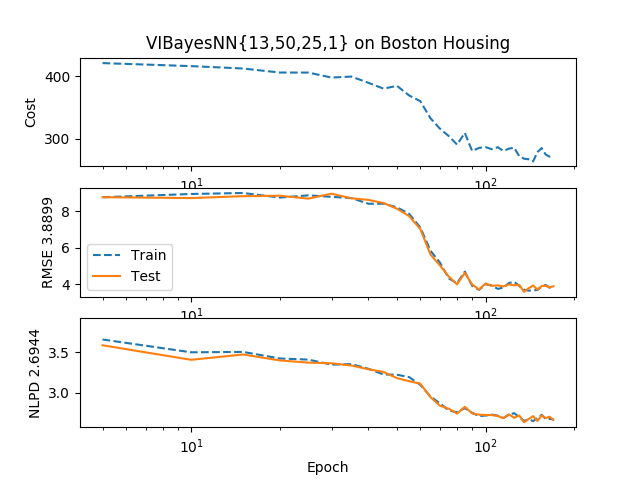 VIBayesNN{13,50,25,1} on Boston Housing
Cost
400
300
10^1
10^2
RMSE 3.8899
8
6
4
Train
Test
10^1
10^2
NLPD 2.6944
3.5
3.0
10^1
10^2
Epoch